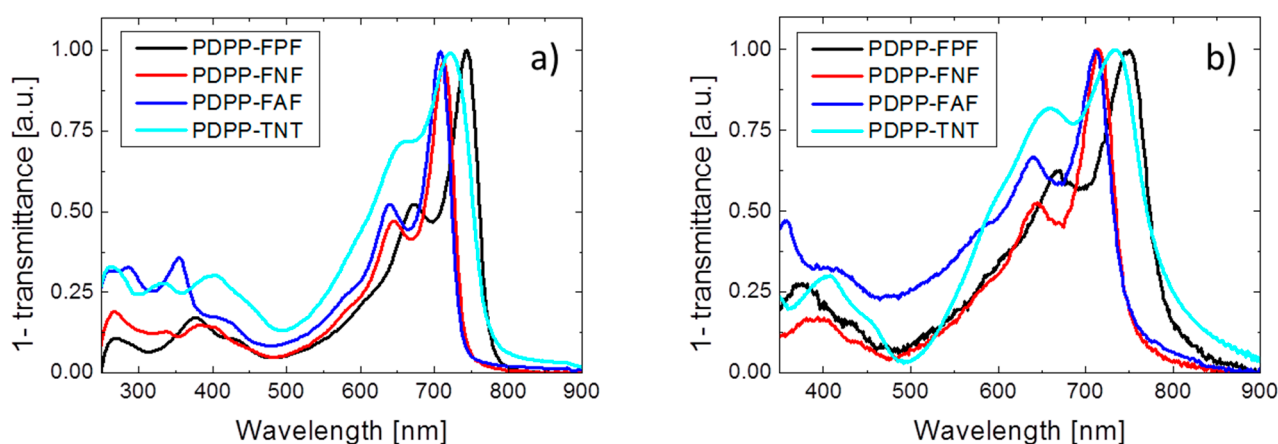 1- transmittance [a.u.]
1.00
0.75
0.50
0.25
0.00
PDPP-FPF
PDPP-FNF
PDPP-FAF
PDPP-TNT
a)
300 400 500 600 700 800 900
Wavelength [nm]
1- transmittance [a.u.]
1.00
0.75
0.50
0.25
0.00
PDPP-FPF
PDPP-FNF
PDPP-FAF
PDPP-TNT
b)
400 500 600 700 800 900
Wavelength [nm]